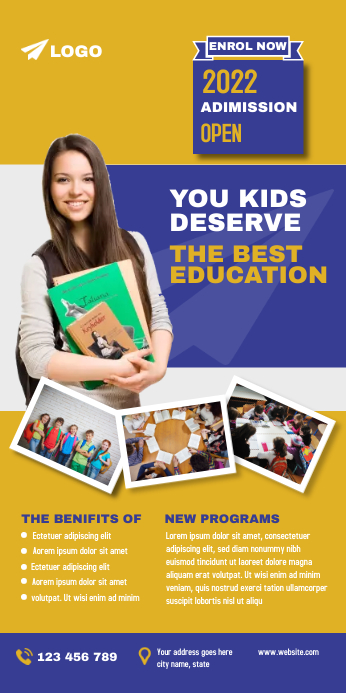 LOGO
ENROL NOW
2022
ADIMISSION
OPEN
YOU KIDS
DESERVE
THE BEST
EDUCATION
THE BENIFITS OF
Ectetuer adipiscing elit
Aorem ipsum dolor sit amet
Ectetuer adipiscing elit
Aorem ipsum dolor sit amet
volutpat. Ut wisi enim ad minim
NEW PROGRAMS
Lorem ipsum dolor sit amet, consectetuer
adipiscing elit, sed diam nonummy nibh
euismod tincidunt ut laoreet dolore magna
aliquam erat volutpat. Ut wisi enim ad minim
veniam, quis nostrud exerci tation ullamcorper
suscipit lobortis nisl ut aliqu
123 456 789
Your address goes here
city name, state
www.website.com